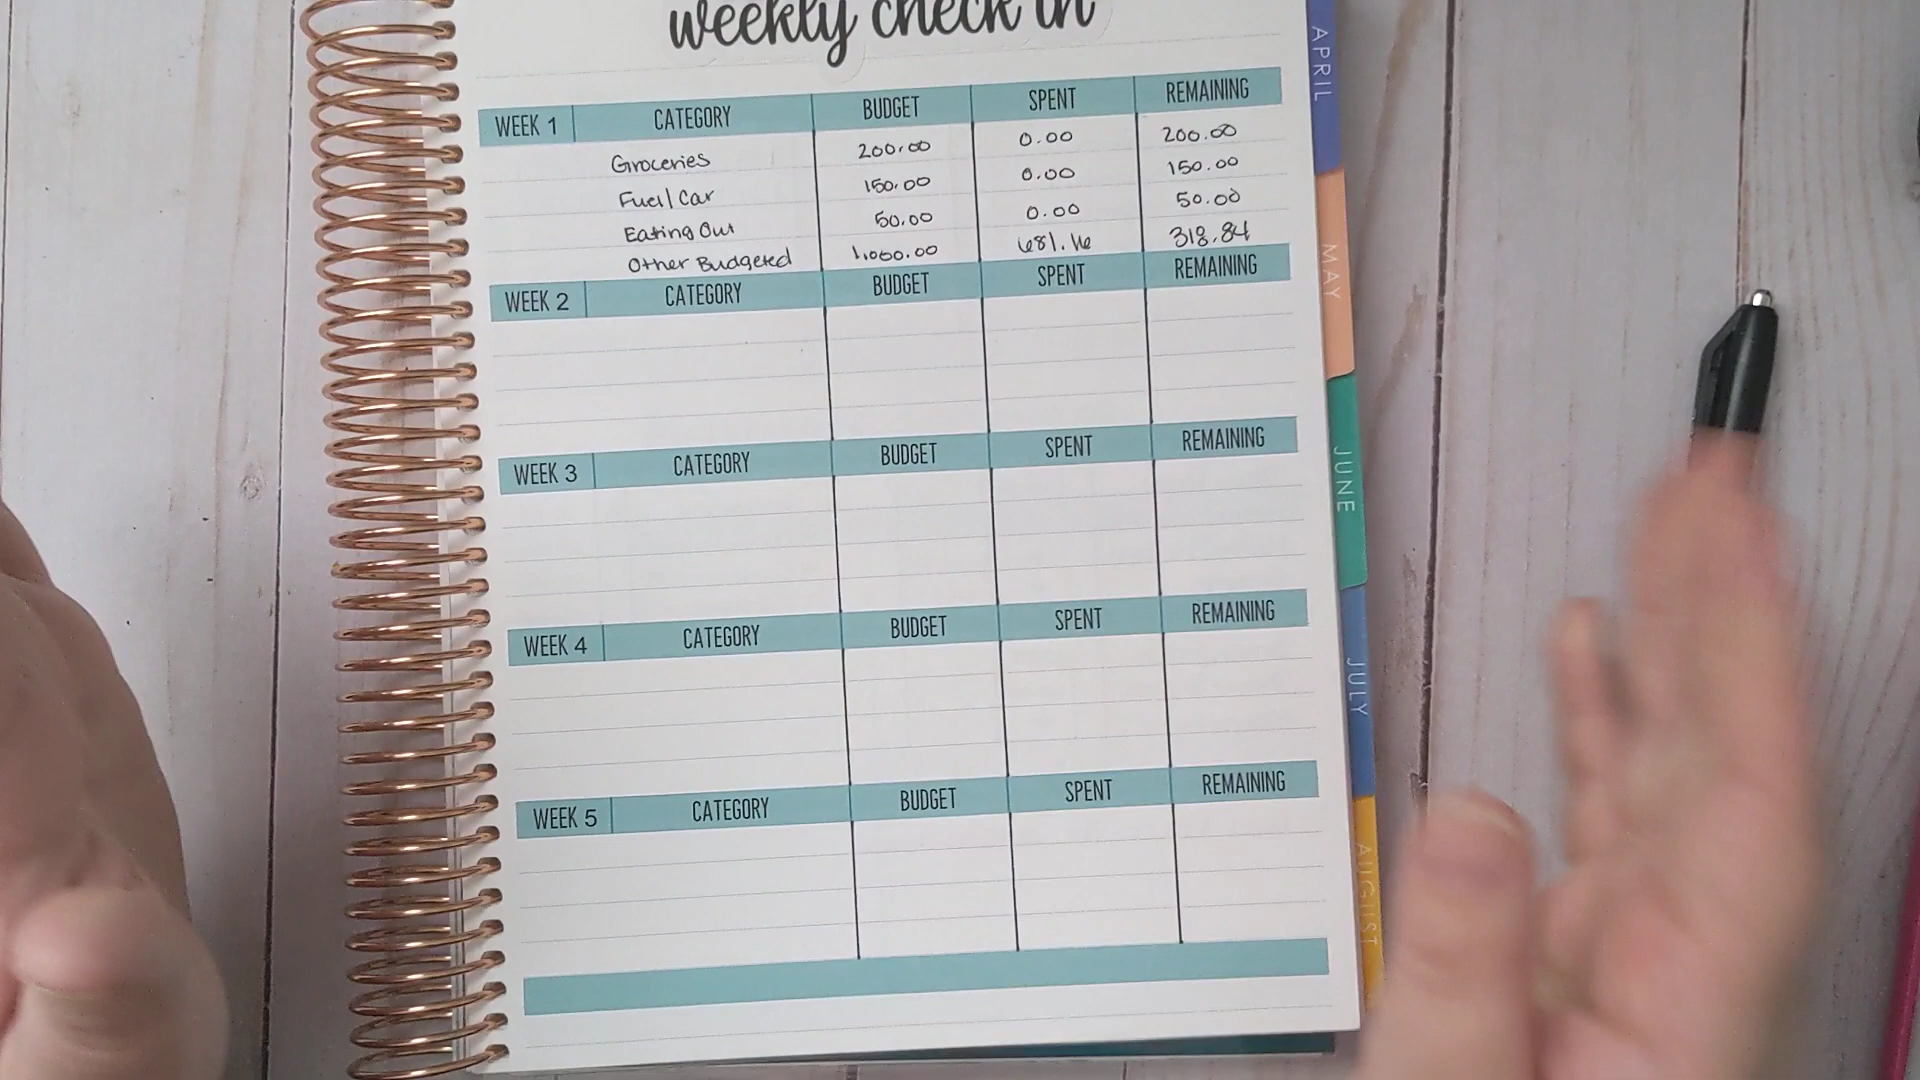 weekly check in
WEEK 1 CATEGORY BUDGET SPENT REMAINING
Groceries 200.00 0.00 200.00
Fuel/Car 150.00 0.00 150.00
Eating Out 50.00 0.00 50.00
Other Budgeted 1,000.00 681.16 318.84
WEEK 2 CATEGORY BUDGET SPENT REMAINING
WEEK 3 CATEGORY BUDGET SPENT REMAINING
WEEK 4 CATEGORY BUDGET SPENT REMAINING
WEEK 5 CATEGORY BUDGET SPENT REMAINING
APRIL
MAY
JUNE
JULY
AUGUST